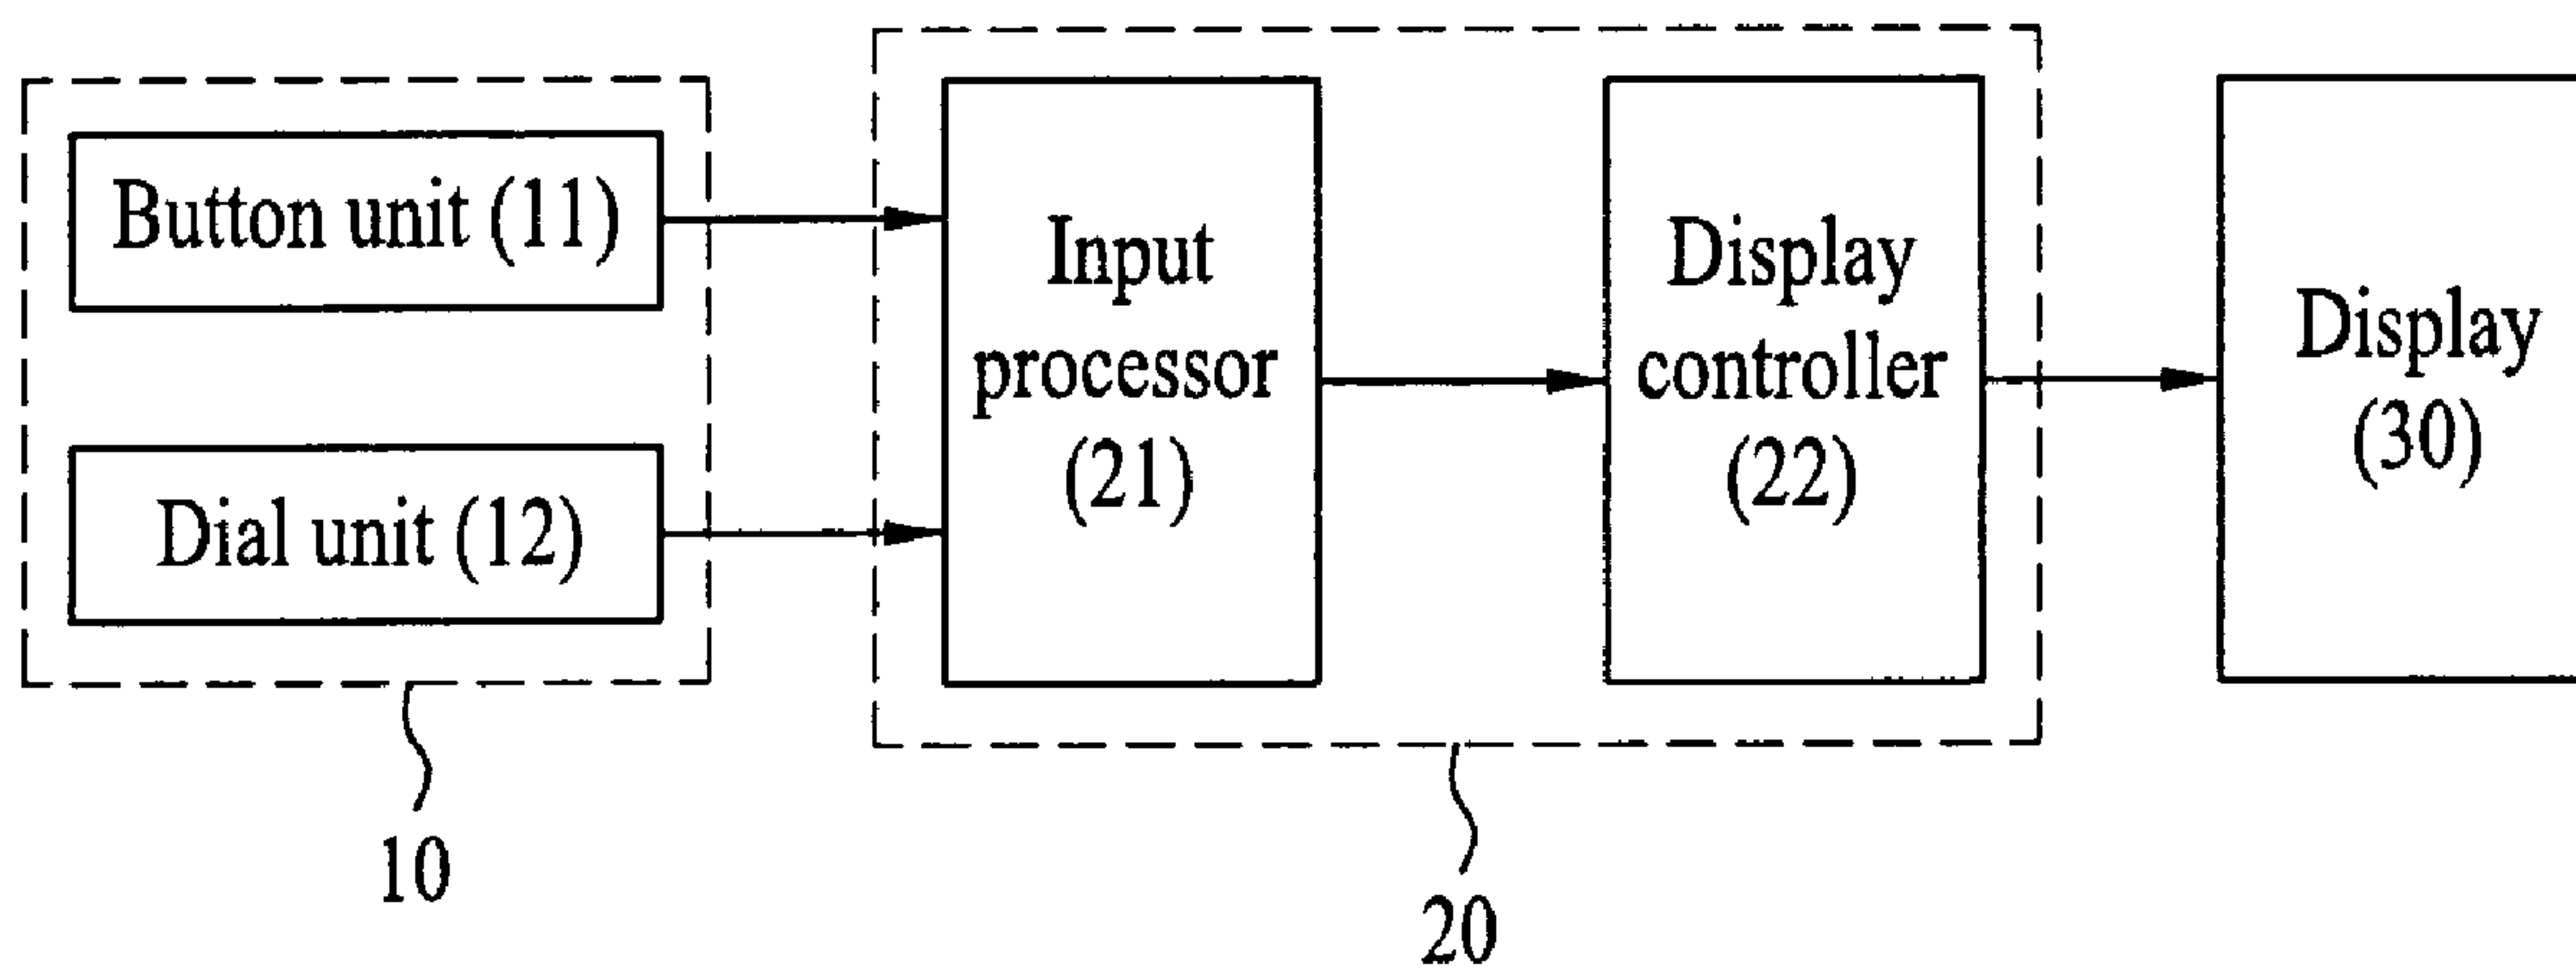 Button unit (11)
Dial unit (12)
Input
processor
(21)
Display
controller
(22)
Display
(30)
10
20